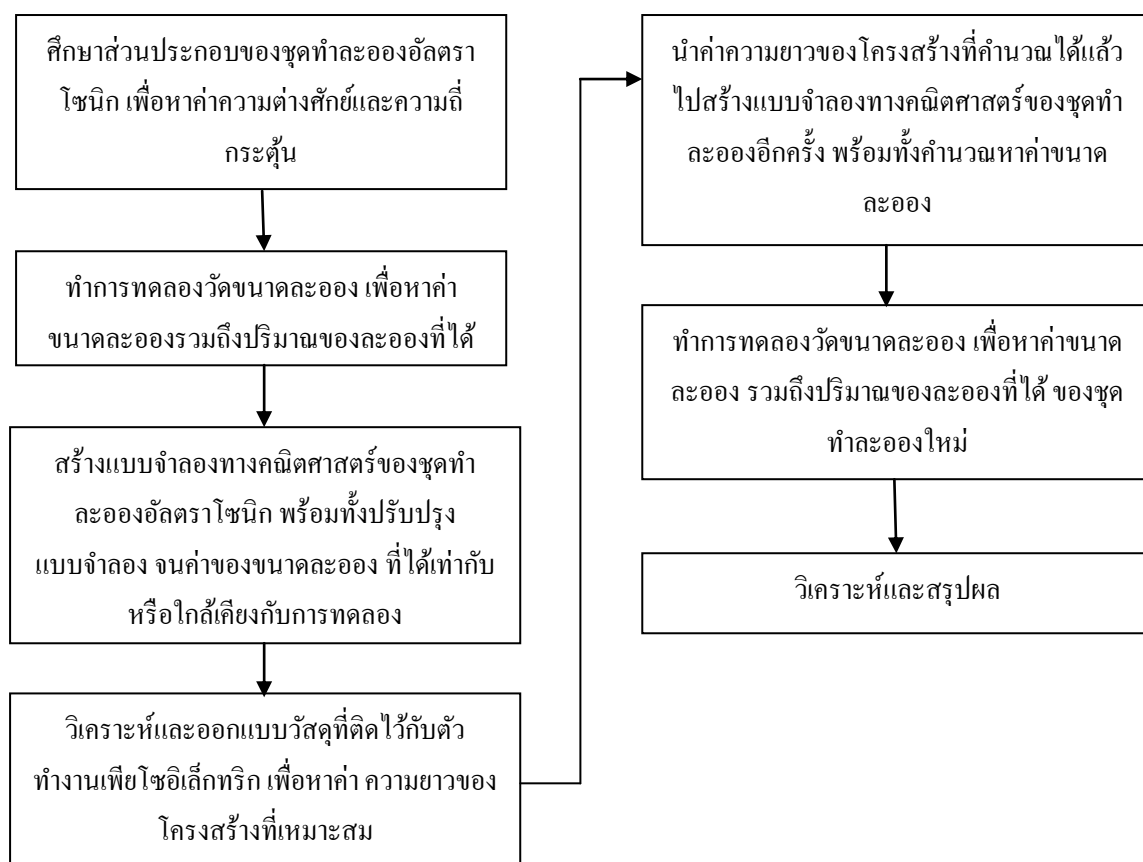 ศึกษาส่วนประกอบของชุดทำละอองอัลตรา
โซนิก เพื่อหาค่าความต่างศักย์และความถี่
กระตุ้น
ทำการทดลองวัดขนาดละออง เพื่อหาค่า
ขนาดละอองรวมถึงปริมาณของละอองที่ได้
สร้างแบบจำลองทางคณิตศาสตร์ของชุดทำ
ละอองอัลตราโซนิก พร้อมทั้งปรับปรุง
แบบจำลอง จนค่าของขนาดละออง ที่ได้เท่ากับ
หรือใกล้เคียงกับการทดลอง
วิเคราะห์และออกแบบวัสดุที่ติดไว้กับตัว
ทำงานเพียโซอิเล็กทริก เพื่อหาค่า ความยาวของ
โครงสร้างที่เหมาะสม
นำค่าความยาวของโครงสร้างที่คำนวณได้แล้ว
ไปสร้างแบบจำลองทางคณิตศาสตร์ของชุดทำ
ละอองอีกครั้ง พร้อมทั้งคำนวณหาค่าขนาด
ละออง
ทำการทดลองวัดขนาดละออง เพื่อหาค่าขนาด
ละออง รวมถึงปริมาณของละอองที่ได้ ของชุด
ทำละอองใหม่
วิเคราะห์และสรุปผล